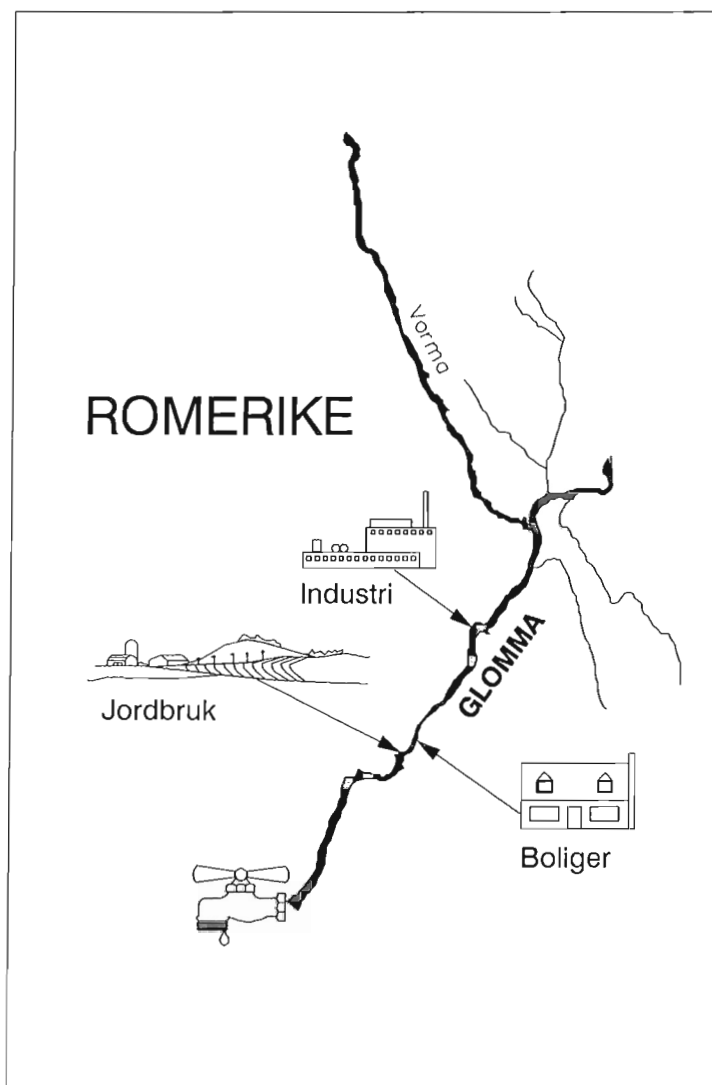 Vorma
ROMERIKE
Industri
GLOMMA
Jordbruk
Boliger